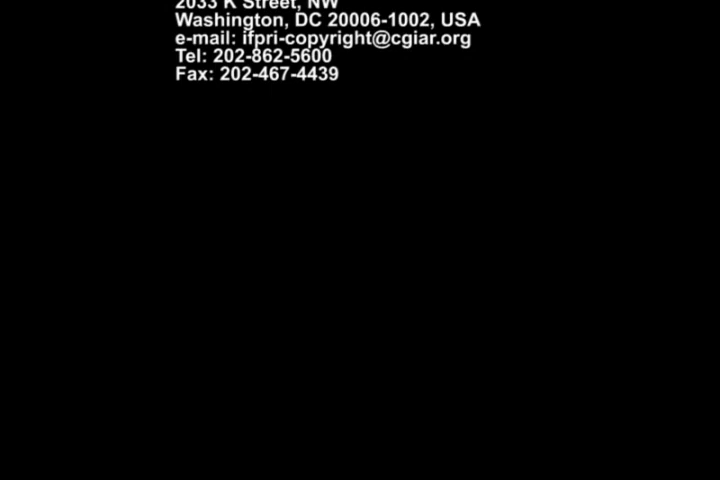 2033 K Street, NW
Washington, DC 20006-1002, USA
e-mail: ifpri-copyright@cgiar.org
Tel: 202-862-5600
Fax: 202-467-4439